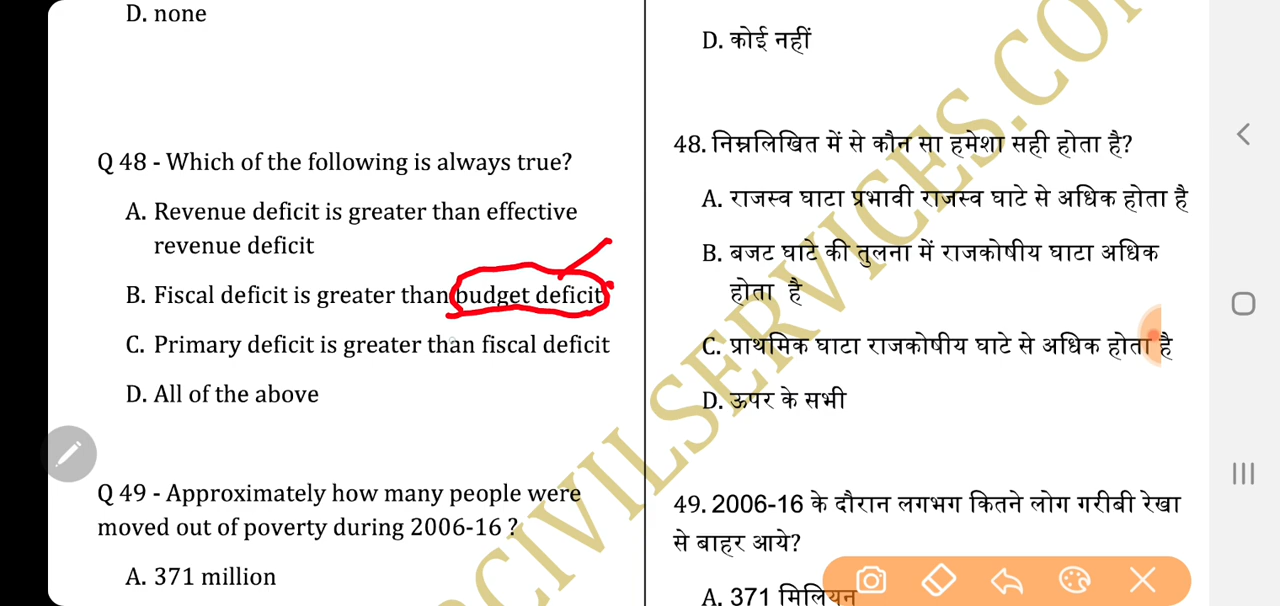 D. none
Q 48 - Which of the following is always true?
A. Revenue deficit is greater than effective
revenue deficit
B. Fiscal deficit is greater than budget deficit
C. Primary deficit is greater than fiscal deficit
D. All of the above
Q 49 - Approximately how many people were
moved out of poverty during 2006-16 ?
A. 371 million
D. कोई नहीं
48. निम्नलिखित में से कौन सा हमेशा सही होता है?
A. राजस्व घाटा प्रभावी राजस्व घाटे से अधिक होता है
B. बजट घाटे की तुलना में राजकोषीय घाटा अधिक
होता है
C. प्राथमिक घाटा राजकोषीय घाटे से अधिक होता है
D. ऊपर के सभी
49. 2006-16 के दौरान लगभग कितने लोग गरीबी रेखा
से बाहर आये?
A. 371 मिलियन
CIVILSERVICES.COM